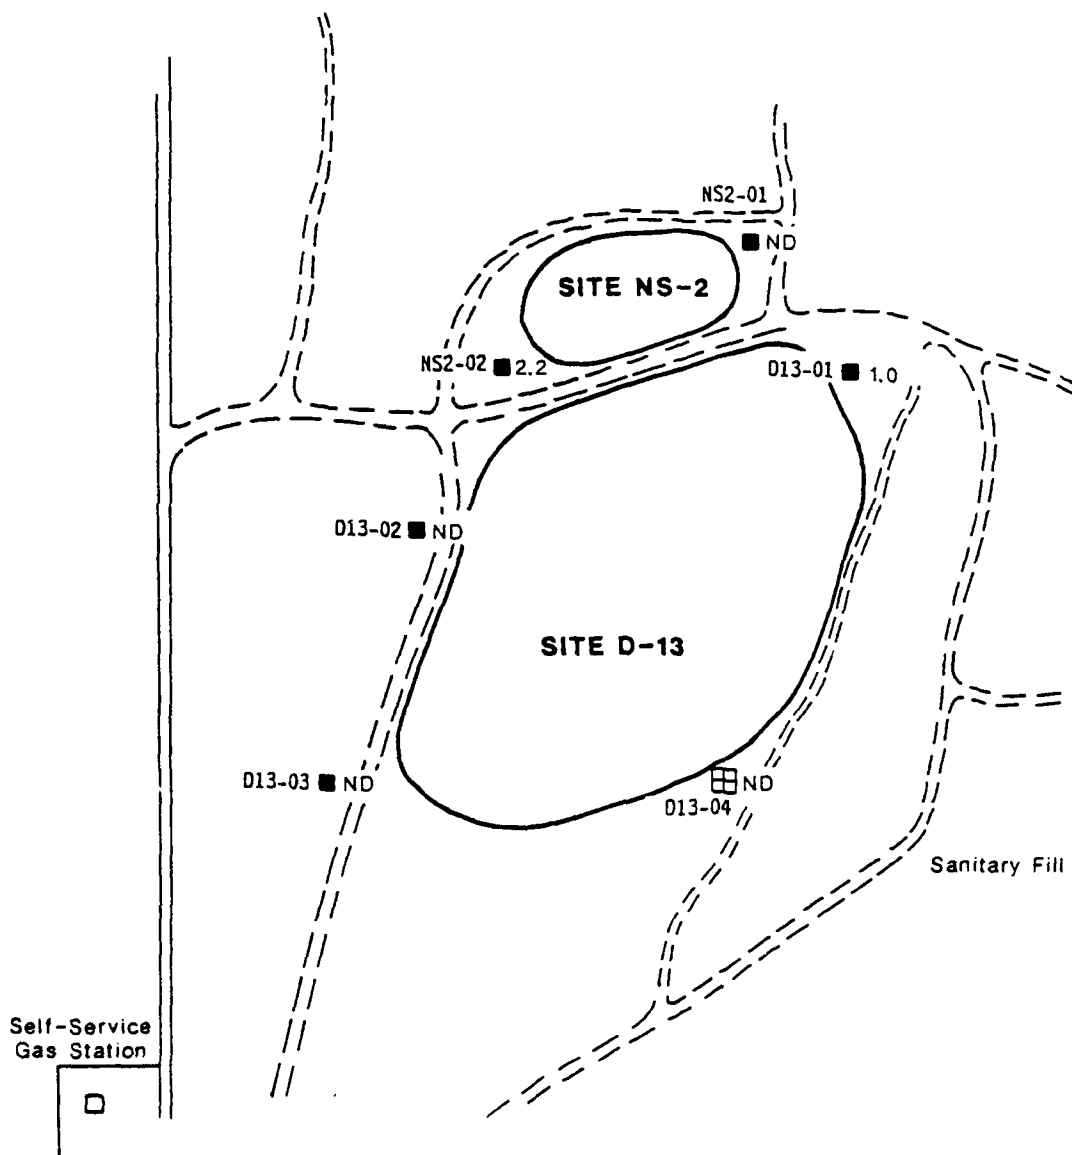 NS2-01
ND
SITE NS-2
NS2-02 2.2
D13-01 1.0
D13-02 ND
SITE D-13
D13-03 ND
ND
D13-04
Sanitary Fill
Self-Service
Gas Station